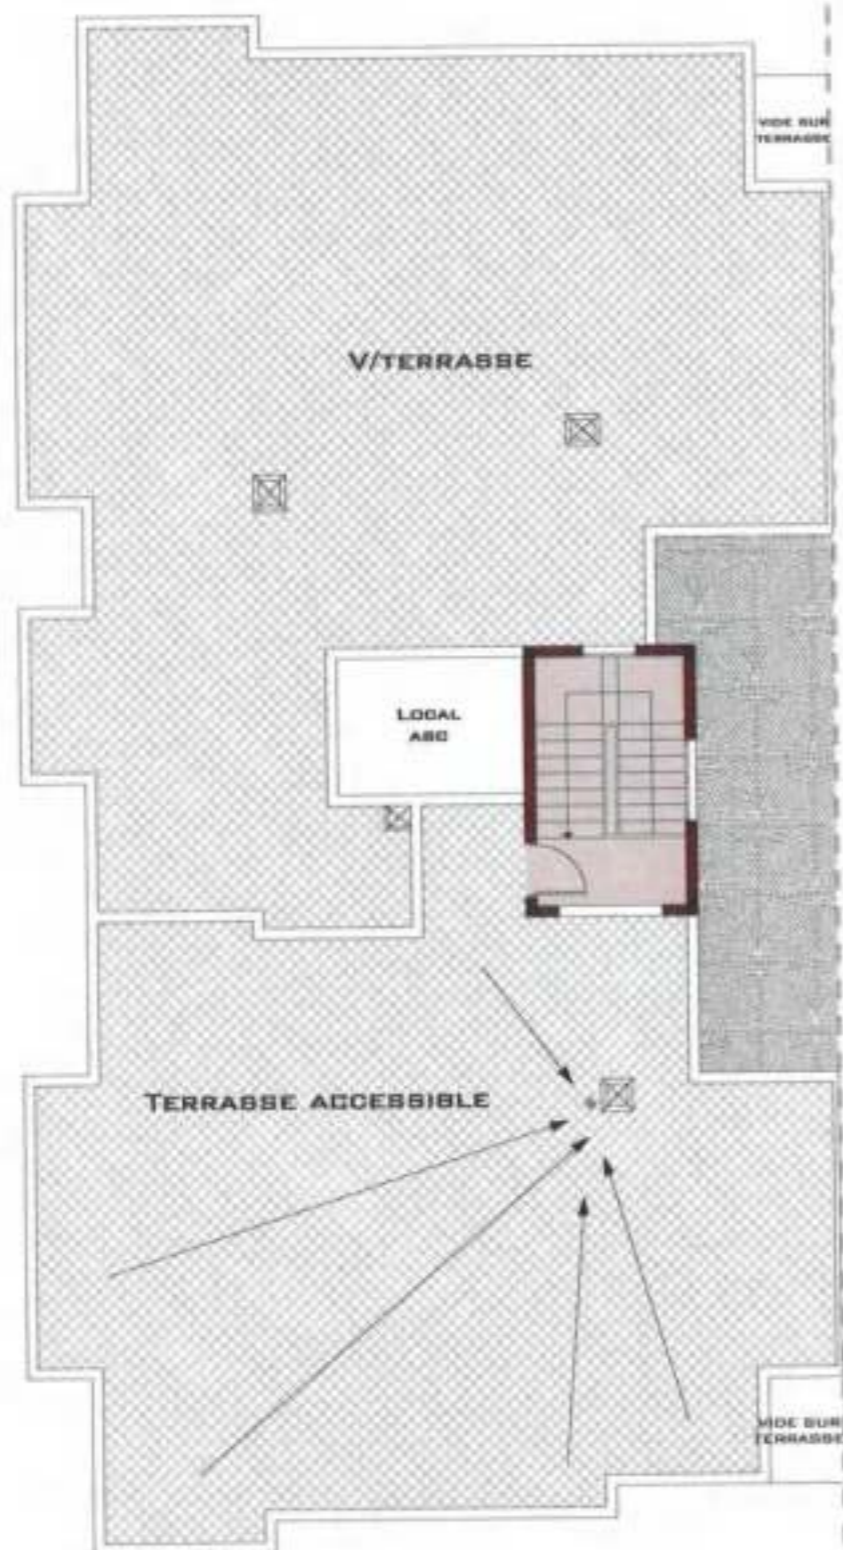 VIDE SUR
TERRASSE
V/TERRASSE
LOCAL
ASC
TERRASSE ACCESSIBLE
VIDE SUR
TERRASSE